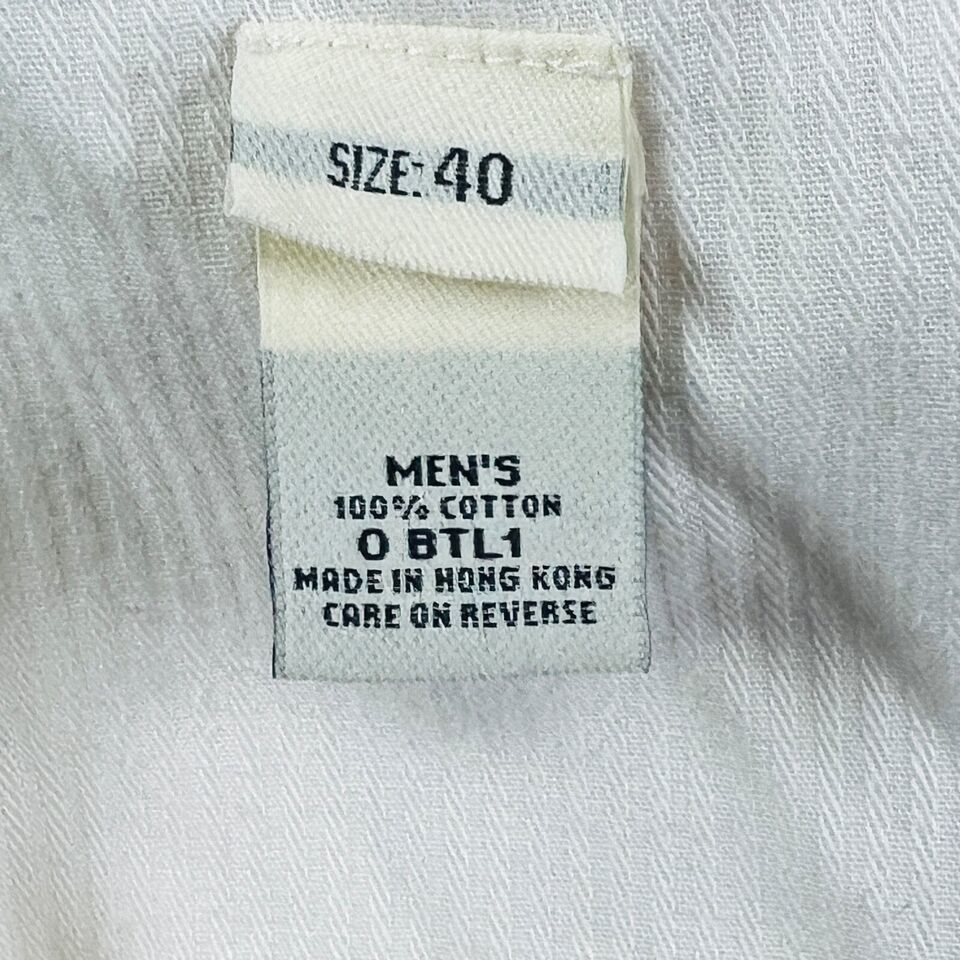 SIZE: 40
MEN'S
100% COTTON
0 BTL1
MADE IN HONG KONG
CARE ON REVERSE